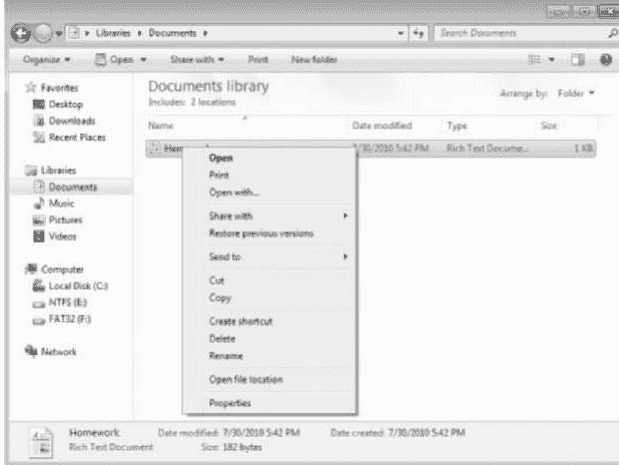 Libraries Documents
Search Documents
Organize Open Share with Print New folder
Favorites
Desktop
Downloads
Recent Places
Libraries
Documents
Music
Pictures
Videos
Computer
Local Disk (C:)
NTFS (E:)
FAT32 (F:)
Network
Documents library
Includes: 2 locations
Arrange by: Folder
Name Date modified Type Size
7/30/2010 5:42 PM Rich Text Docume... 1 KB
Open
Print
Open with...
Share with
Restore previous versions
Send to
Cut
Copy
Create shortcut
Delete
Rename
Open file location
Properties
Homework Date modified: 7/30/2010 5:42 PM Date created: 7/30/2010 5:42 PM
Rich Text Document Size: 182 bytes